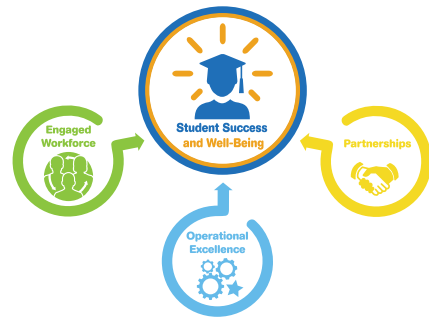 Student Success
and Well-Being
Engaged
Workforce
Partnerships
Operational
Excellence